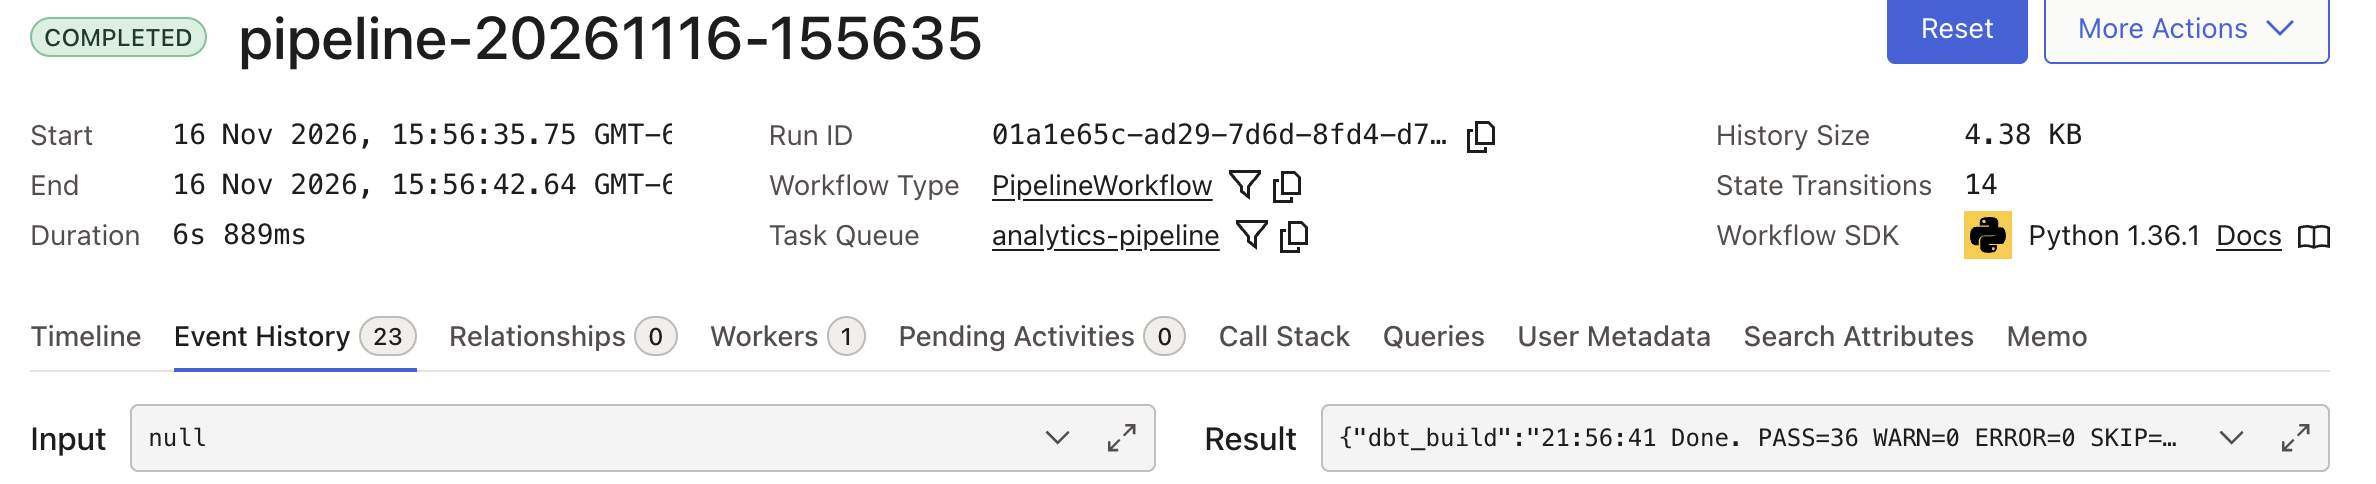 COMPLETED pipeline-20261116-155635 Reset More Actions
Start 16 Nov 2026, 15:56:35.75 GMT-6 Run ID 01a1e65c-ad29-7d6d-8fd4-d7… History Size 4.38 KB
End 16 Nov 2026, 15:56:42.64 GMT-6 Workflow Type PipelineWorkflow State Transitions 14
Duration 6s 889ms Task Queue analytics-pipeline Workflow SDK Python 1.36.1 Docs
Timeline Event History 23 Relationships 0 Workers 1 Pending Activities 0 Call Stack Queries User Metadata Search Attributes Memo
Input null Result {"dbt_build":"21:56:41 Done. PASS=36 WARN=0 ERROR=0 SKIP=…